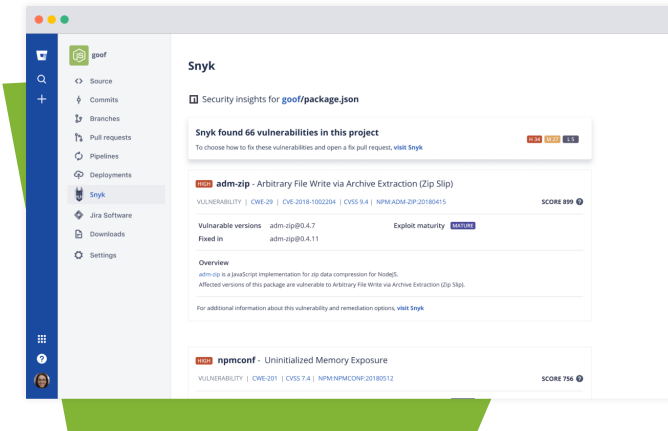 goof
Source
Commits
Branches
Pull requests
Pipelines
Deployments
Snyk
Jira Software
Downloads
Settings
Snyk
Security insights for goof/package.json
Snyk found 66 vulnerabilities in this project
H 34 M 27 L 5
To choose how to fix these vulnerabilities and open a fix pull request, visit Snyk
HIGH adm-zip - Arbitrary File Write via Archive Extraction (Zip Slip)
VULNERABILITY | CWE-29 | CVE-2018-1002204 | CVSS 9.4 | NPM:ADM-ZIP:20180415 SCORE 899 ?
Vulnarable versions adm-zip@0.4.7 Exploit maturity MATURE
Fixed in adm-zip@0.4.11
Overview
adm-zip is a JavaScript implementation for zip data compression for NodeJS.
Affected versions of this package are vulnerable to Arbitrary File Write via Archive Extraction (Zip Slip).
For additional information about this vulnerability and remediation options, visit Snyk
HIGH npmconf - Uninitialized Memory Exposure
VULNERABILITY | CWE-201 | CVSS 7.4 | NPM:NPMCONF:20180512 SCORE 756 ?